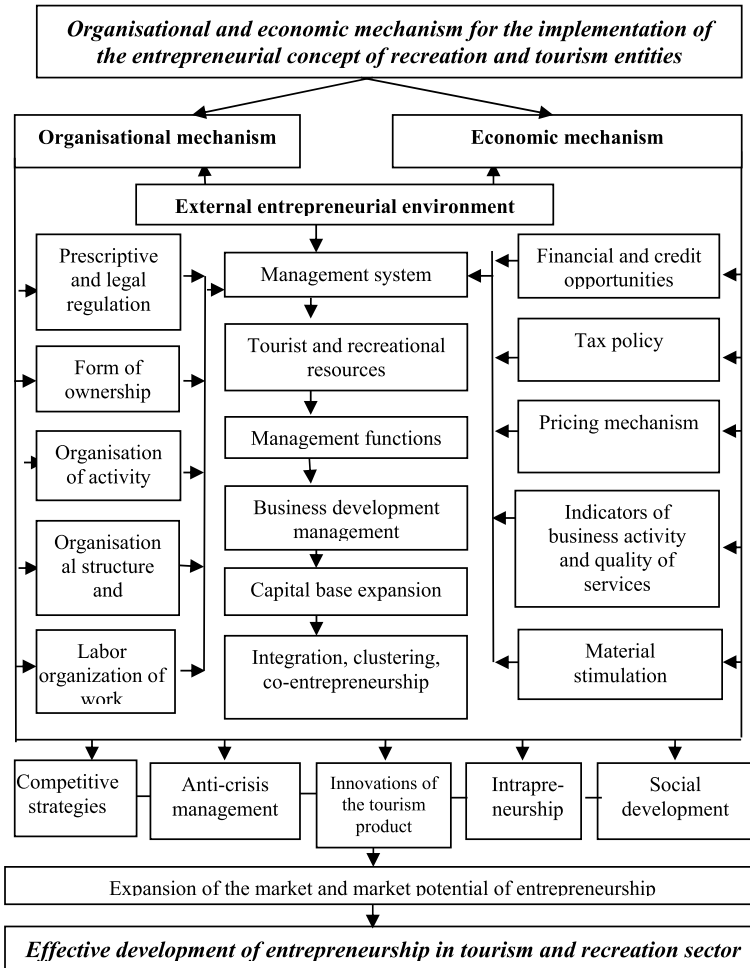 Organisational and economic mechanism for the implementation of
the entrepreneurial concept of recreation and tourism entities
Organisational mechanism
Economic mechanism
External entrepreneurial environment
Prescriptive
and legal
regulation
Form of
ownership
Organisation
of activity
Organisation
al structure
and
Labor
organization of
work
Management system
Tourist and recreational
resources
Management functions
Business development
management
Capital base expansion
Integration, clustering,
co-entrepreneurship
Financial and credit
opportunities
Tax policy
Pricing mechanism
Indicators of
business activity
and quality of
services
Material
stimulation
Competitive
strategies
Anti-crisis
management
Innovations of
the tourism
product
Intrapre-
neurship
Social
development
Expansion of the market and market potential of entrepreneurship
Effective development of entrepreneurship in tourism and recreation sector